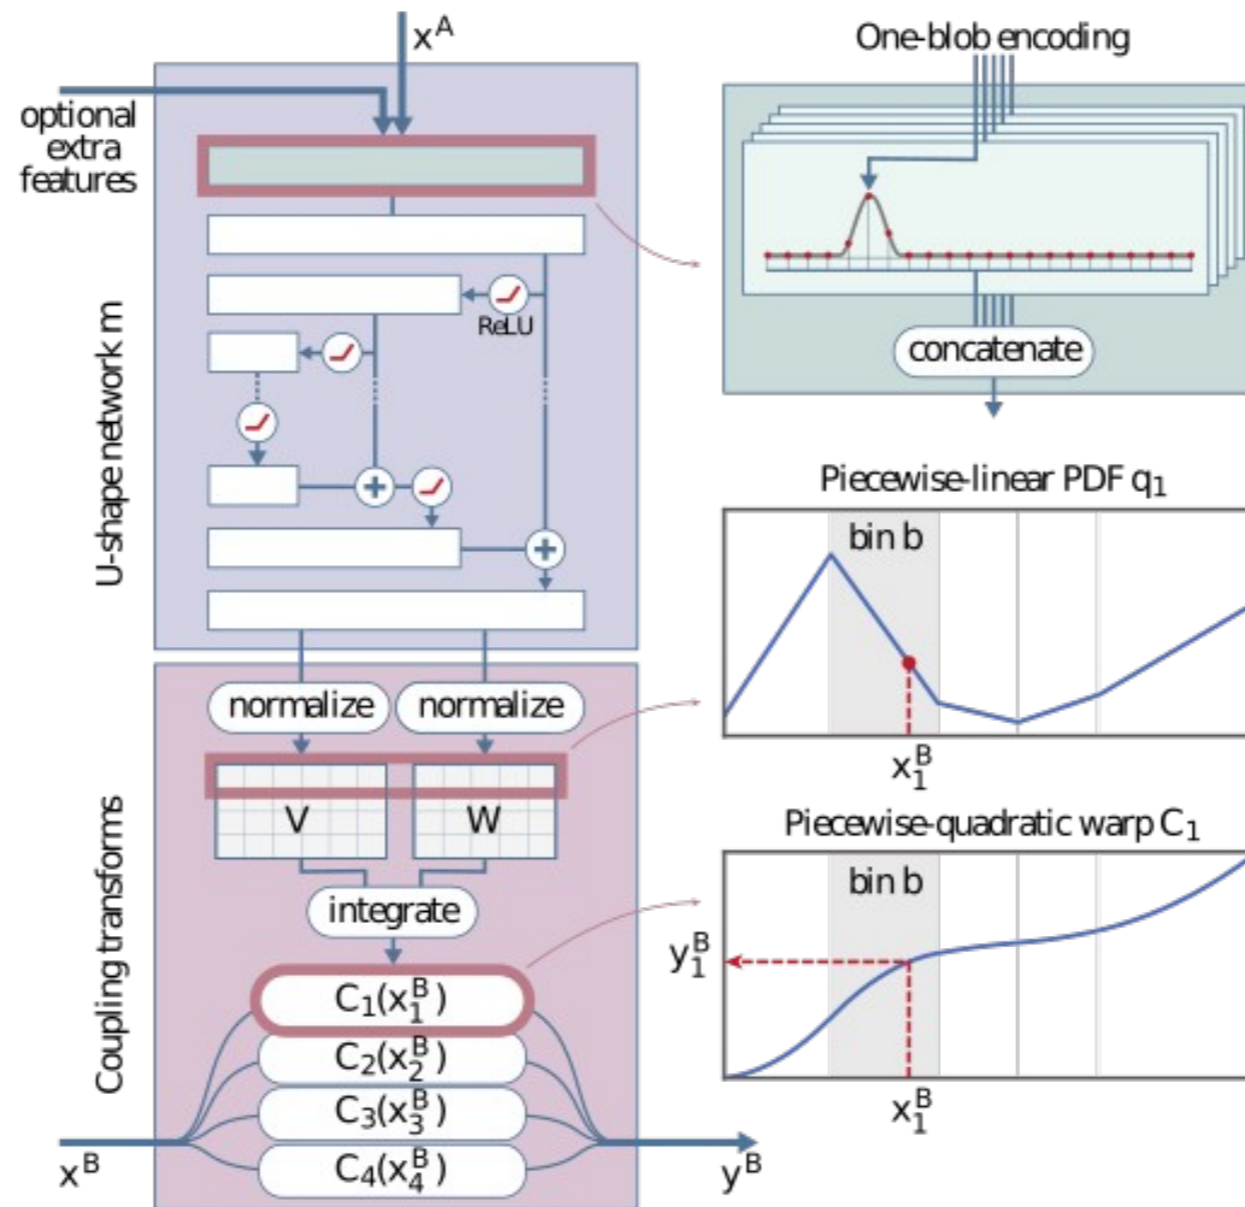 x^A
optional
extra
features
U-shape network m
ReLU
+
+
normalize
normalize
V
W
integrate
Coupling transforms
C₁(x₁^B)
C₂(x₂^B)
C₃(x₃^B)
C₄(x₄^B)
x^B
y^B
One-blob encoding
concatenate
Piecewise-linear PDF q₁
bin b
x₁^B
Piecewise-quadratic warp C₁
bin b
y₁^B
x₁^B